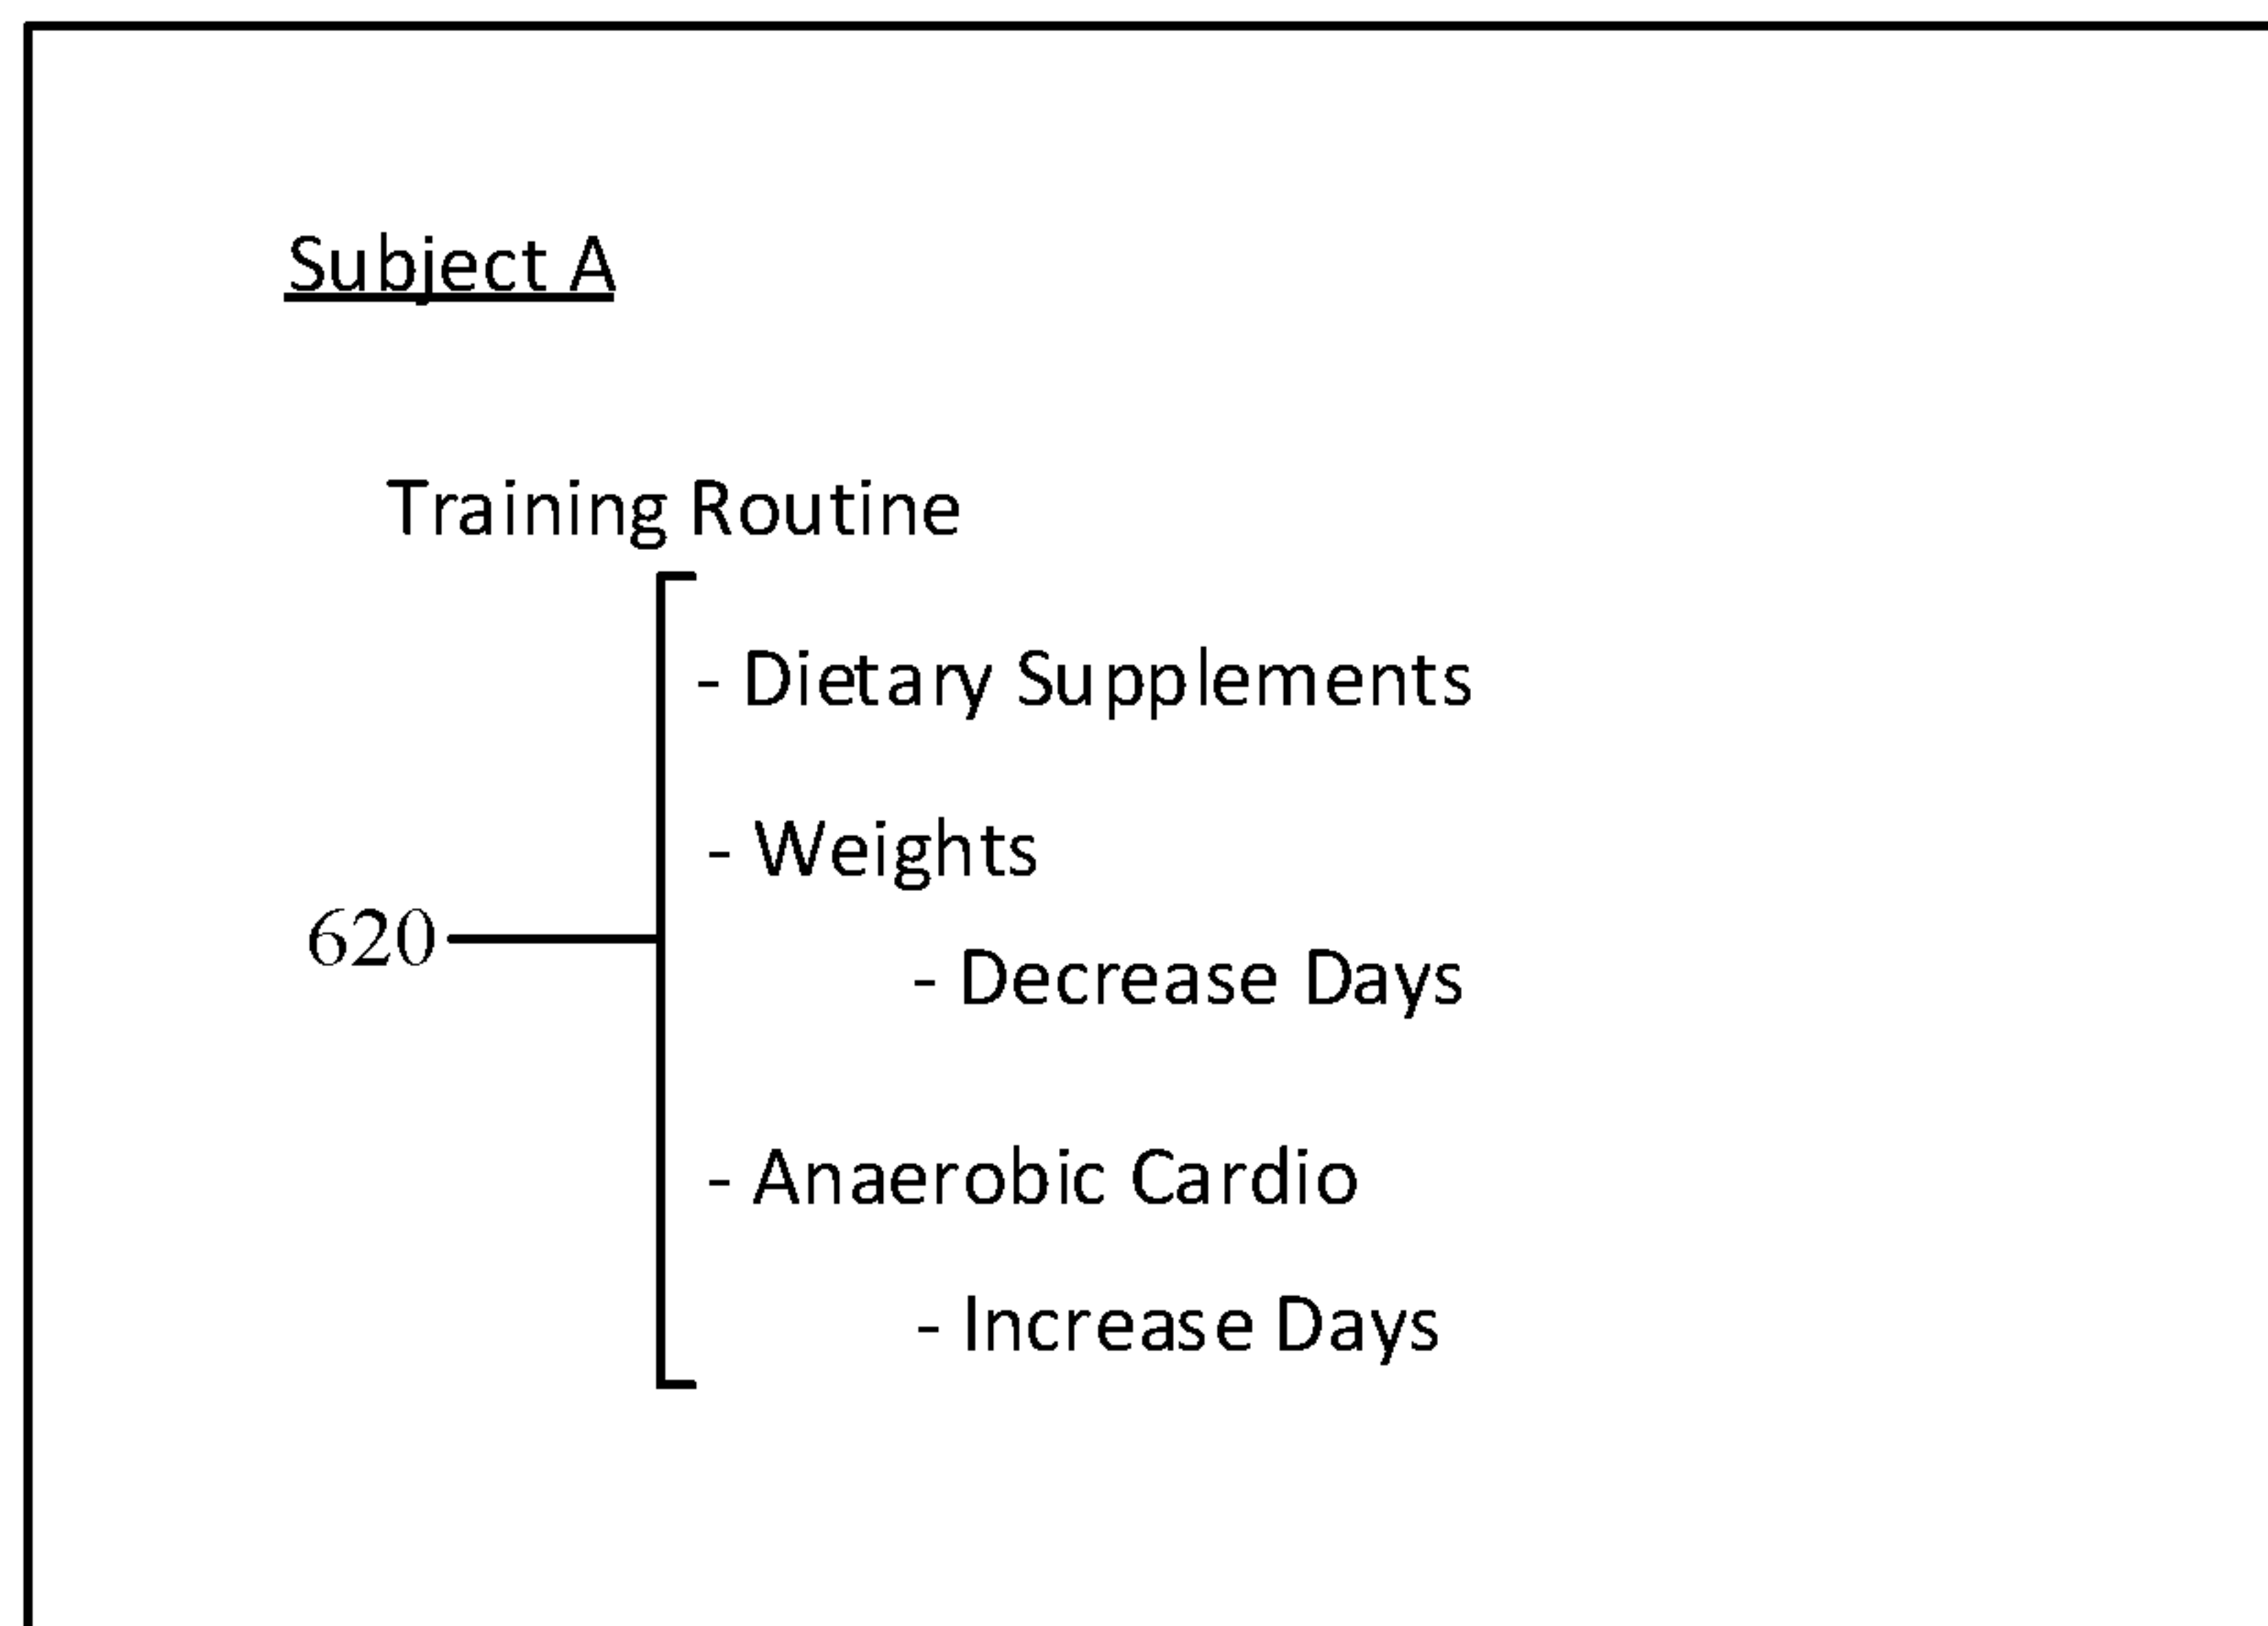 Subject A
Training Routine
- Dietary Supplements
- Weights
620
- Decrease Days
- Anaerobic Cardio
- Increase Days